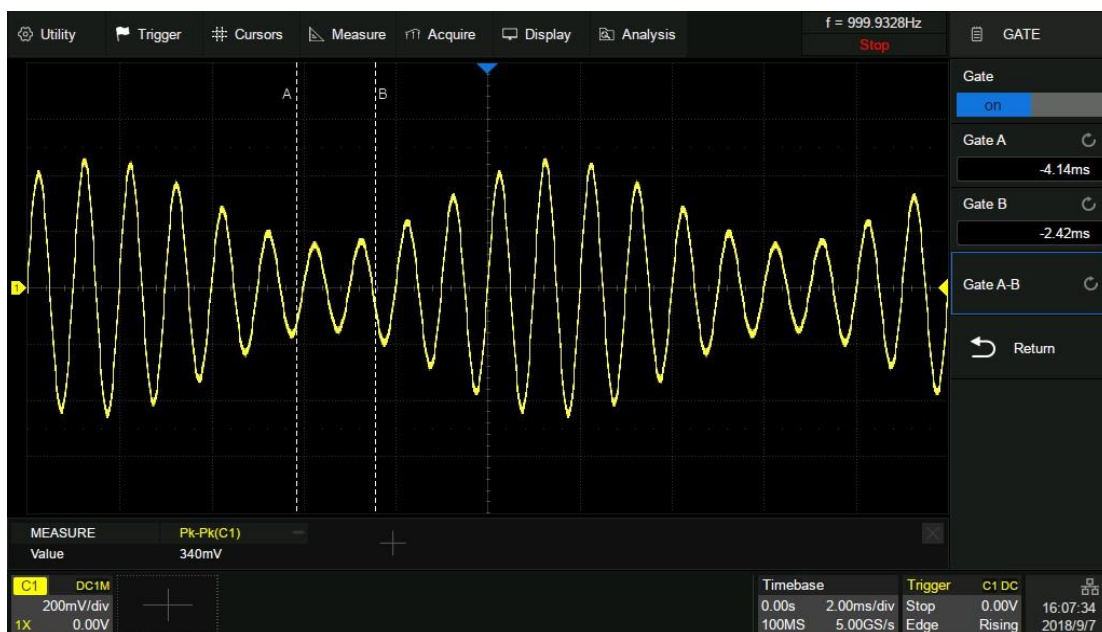 Utility Trigger Cursors Measure Acquire Display Analysis f = 999.9328Hz GATE
Stop
Gate
on
Gate A
-4.14ms
Gate B
-2.42ms
Gate A-B
Return
A B
1
MEASURE Pk-Pk(C1)
Value 340mV
C1 DC1M Timebase Trigger C1 DC
200mV/div 0.00s 2.00ms/div Stop 0.00V 16:07:34
1X 0.00V 100MS 5.00GS/s Edge Rising 2018/9/7